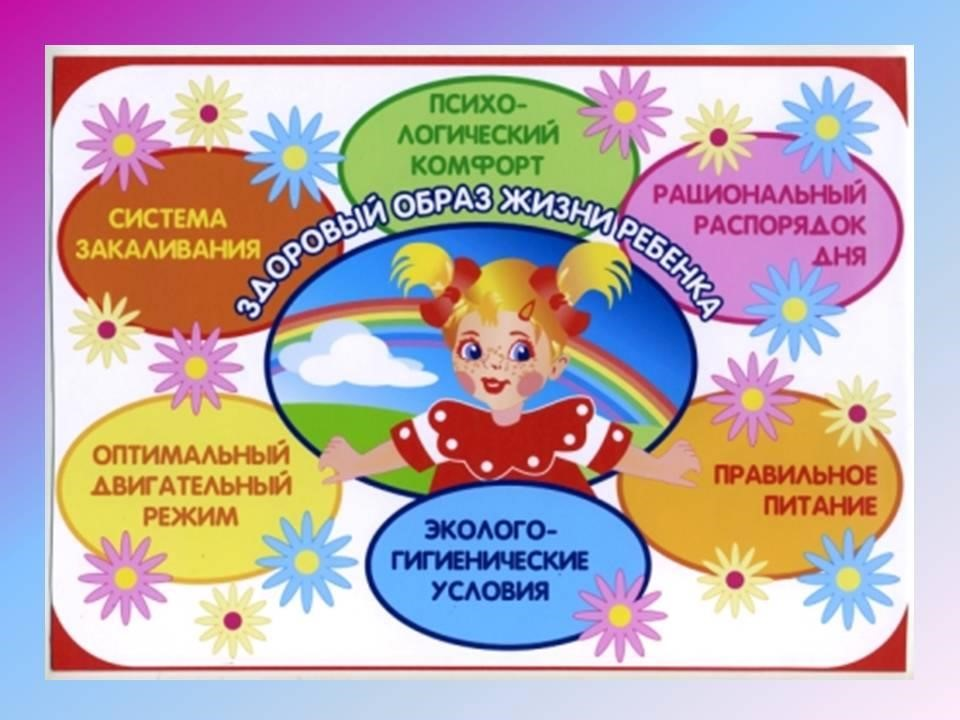 ПСИХО-
ЛОГИЧЕСКИЙ
КОМФОРТ
СИСТЕМА
ЗАКАЛИВАНИЯ
РАЦИОНАЛЬНЫЙ
РАСПОРЯДОК
ДНЯ
ЗДОРОВЫЙ ОБРАЗ ЖИЗНИ РЕБЕНКА
ОПТИМАЛЬНЫЙ
ДВИГАТЕЛЬНЫЙ
РЕЖИМ
ПРАВИЛЬНОЕ
ПИТАНИЕ
ЭКОЛОГО-
ГИГИЕНИЧЕСКИЕ
УСЛОВИЯ